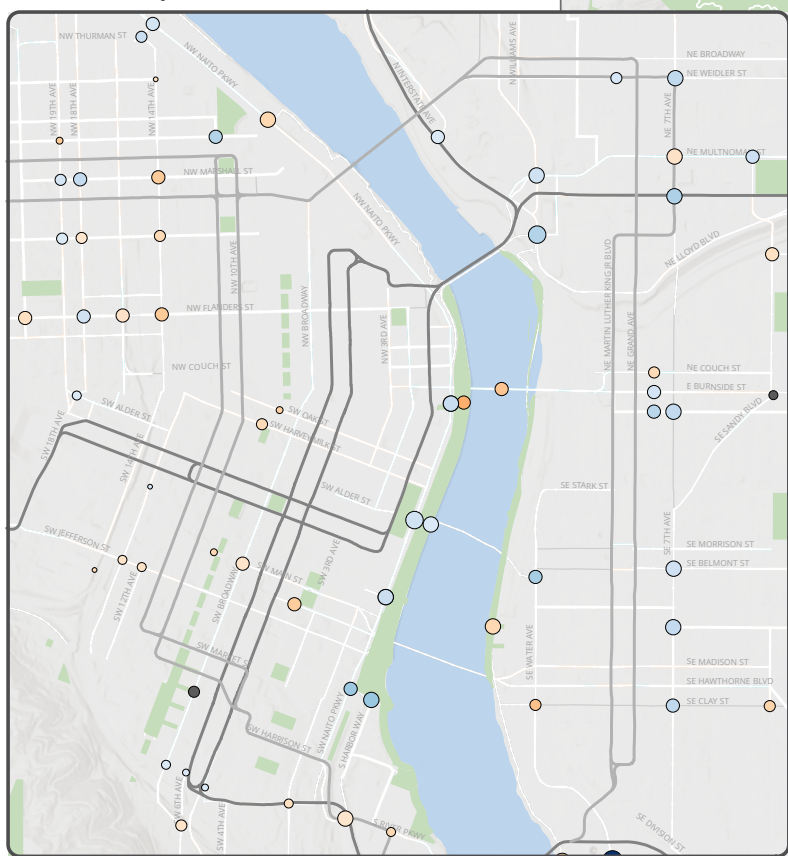 NW THURMAN ST
NW NAITO PKWY
N INTERSTATE AVE
N WILLIAMS AVE
NE BROADWAY
NE WEIDLER ST
NW 19TH AVE
NW 18TH AVE
NW 14TH AVE
NE 7TH AVE
NE MULTNOMAH ST
NW MARSHALL ST
NW NAITO PKWY
NE LLOYD BLVD
NW 10TH AVE
NW BROADWAY
NW 3RD AVE
NE MARTIN LUTHER KING JR BLVD
NE GRAND AVE
NW FLANDERS ST
NW COUCH ST
NE COUCH ST
E BURNSIDE ST
SE SANDY BLVD
SW ALDER ST
SW OAK ST
SW HARVEY MILK ST
SW 18TH AVE
SW 14TH AVE
SW ALDER ST
SE STARK ST
SE 7TH AVE
SW JEFFERSON ST
SE MORRISON ST
SE BELMONT ST
SW 12TH AVE
SW BROADWAY
SW MAIN ST
SW 3RD AVE
SE WATER AVE
SW MARKET ST
SE MADISON ST
SE HAWTHORNE BLVD
SE CLAY ST
SW NAITO PKWY
S HARBOR WAY
SW HARRISON ST
SW 6TH AVE
SW 4TH AVE
S RIVER PKWY
SE DIVISION ST